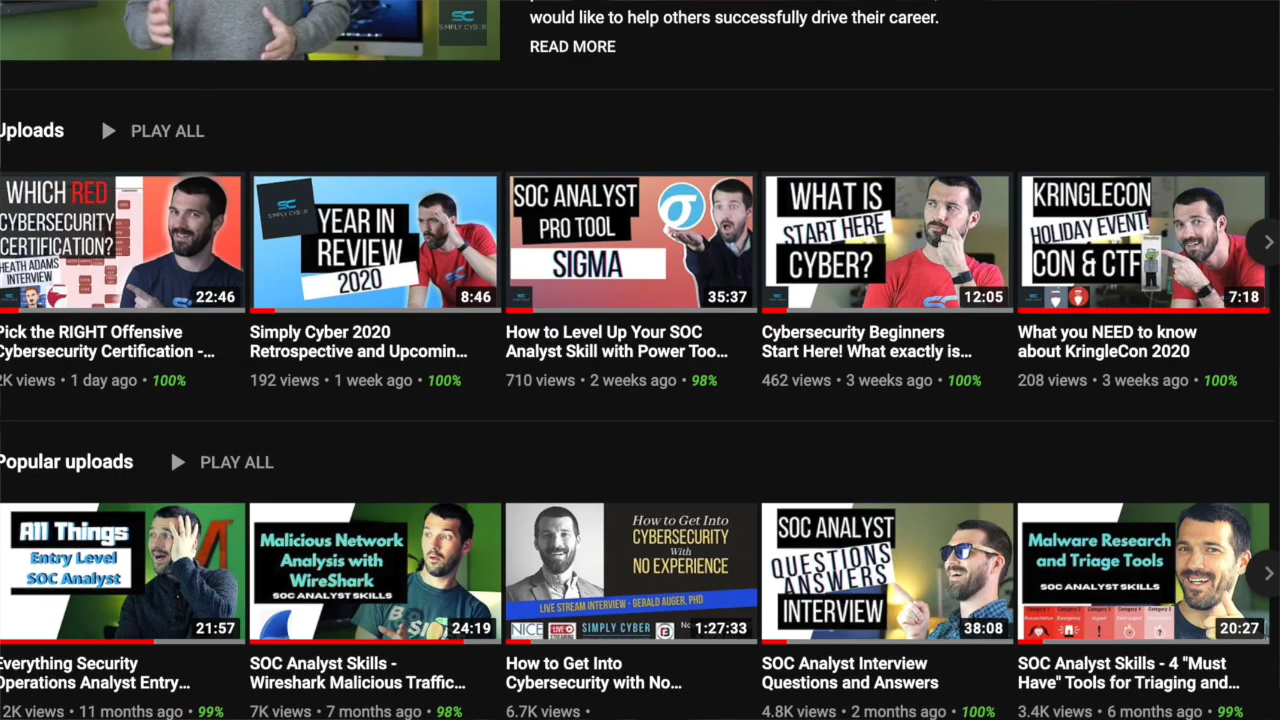 SC
SIMPLY CYBER
would like to help others successfully drive their career.
READ MORE
Uploads
PLAY ALL
WHICH RED
CYBERSECURITY
CERTIFICATION?
HEATH ADAMS
INTERVIEW
22:46
SC
SIMPLY CYBER
YEAR IN
REVIEW
2020
8:46
SOC ANALYST
PRO TOOL
SIGMA
35:37
WHAT IS
START HERE
CYBER?
12:05
KRINGLECON
HOLIDAY EVENT!
CON & CTF
7:18
Pick the RIGHT Offensive
Cybersecurity Certification -...
2K views • 1 day ago • 100%
Simply Cyber 2020
Retrospective and Upcomin...
192 views • 1 week ago • 100%
How to Level Up Your SOC
Analyst Skill with Power Too...
710 views • 2 weeks ago • 98%
Cybersecurity Beginners
Start Here! What exactly is...
462 views • 3 weeks ago • 100%
What you NEED to know
about KringleCon 2020
208 views • 3 weeks ago • 100%
Popular uploads
PLAY ALL
All Things
Entry Level
SOC Analyst
21:57
Malicious Network
Analysis with
WireShark
SOC ANALYST SKILLS
24:19
How to Get Into
CYBERSECURITY
With
NO EXPERIENCE
LIVE STREAM INTERVIEW - GERALD AUGER, PHD
NICE
LIVE
SIMPLY CYBER
1:27:33
SOC ANALYST
QUESTIONS
ANSWERS
INTERVIEW
38:08
Malware Research
and Triage Tools
SOC ANALYST SKILLS
20:27
Everything Security
Operations Analyst Entry...
2K views • 11 months ago • 99%
SOC Analyst Skills -
Wireshark Malicious Traffic...
7K views • 7 months ago • 98%
How to Get Into
Cybersecurity with No...
6.7K views •
SOC Analyst Interview
Questions and Answers
4.8K views • 2 months ago • 100%
SOC Analyst Skills - 4 "Must
Have" Tools for Triaging and...
3.4K views • 6 months ago • 99%